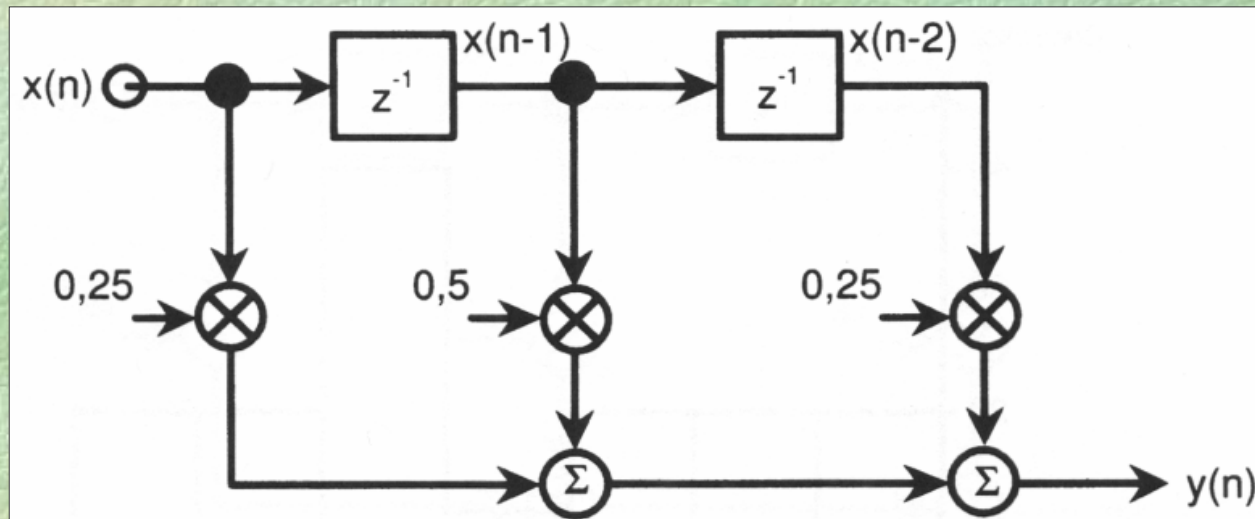 x(n-1)
x(n-2)
x(n)
z⁻¹
z⁻¹
0,25
0,5
0,25
Σ
Σ
y(n)